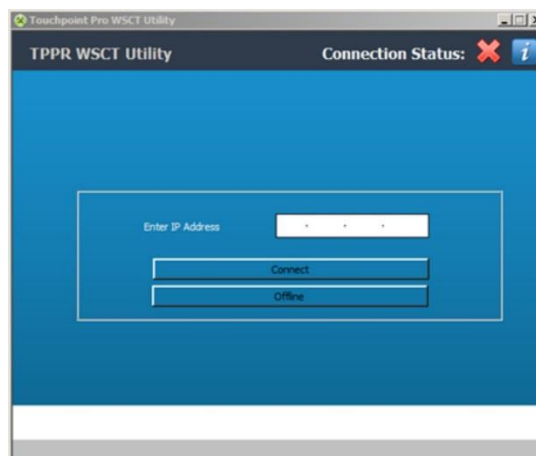 Touchpoint Pro WSCT Utility
TPPR WSCT Utility Connection Status:
Enter IP Address
Connect
Offline